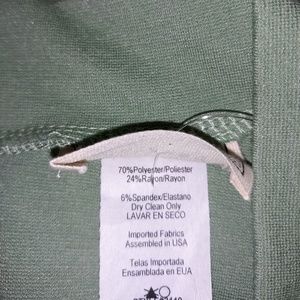 70%Polyester/Poliester
24%Rayon/Rayon
6%Spandex/Elastano
Dry Clean Only
LAVAR EN SECO
Imported Fabrics
Assembled in USA
Telas Importada
Ensamblada en EUA